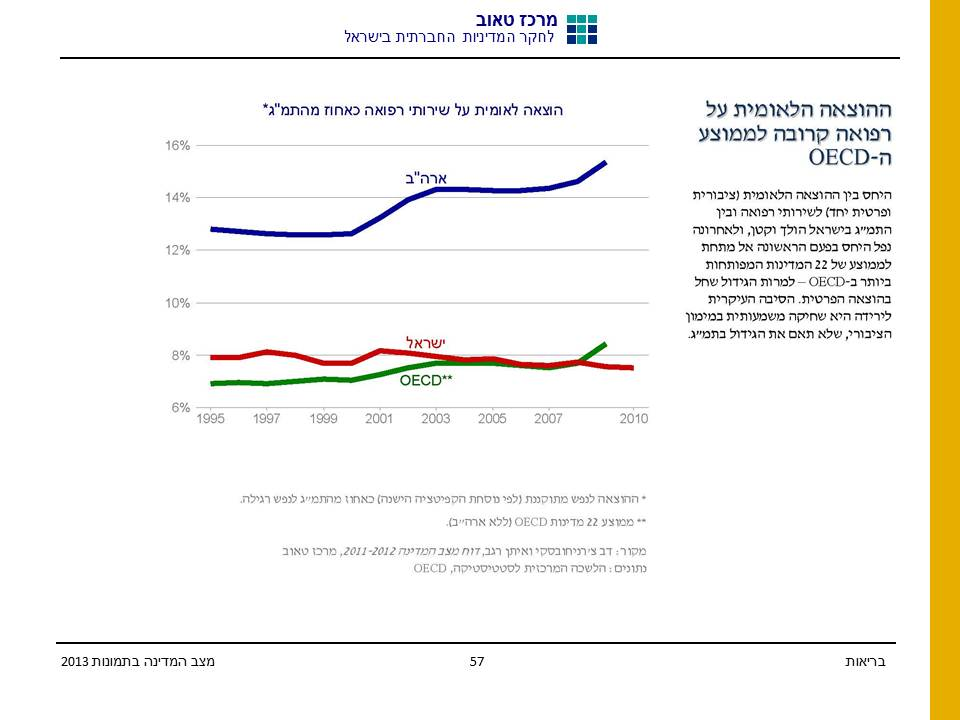 מרכז טאוב
לחקר המדיניות החברתית בישראל
ההוצאה הלאומית על
רפואה קרובה לממוצע
ה-OECD
היחס בין ההוצאה הלאומית (ציבורית
ופרטית יחד) לשירותי רפואה ובין
התמ״ג בישראל הולך וקטן, ולאחרונה
נפל היחס בפעם הראשונה אל מתחת
לממוצע של 22 המדינות המפותחות
ביותר ב-OECD – למרות הגידול שחל
בהוצאה הפרטית. הסיבה העיקרית
לירידה היא שחיקה משמעותית במימון
הציבורי, שלא תאם את הגידול בתמ״ג.
הוצאה לאומית על שירותי רפואה כאחוז מהתמ"ג*
16%
14%
12%
10%
8%
6%
ארה"ב
ישראל
OECD**
1995 1997 1999 2001 2003 2005 2007 2010
* ההוצאה לנפש מתוקננת (לפי נוסחת הקפיטציה הישנה) כאחוז מהתמ״ג לנפש רגילה.
** ממוצע 22 מדינות OECD (ללא ארה״ב).
מקור: דב צ׳רניחובסקי ואיתן רגב, דוח מצב המדינה 2011-2012, מרכז טאוב
נתונים: הלשכה המרכזית לסטטיסטיקה, OECD
בריאות
57
מצב המדינה בתמונות 2013